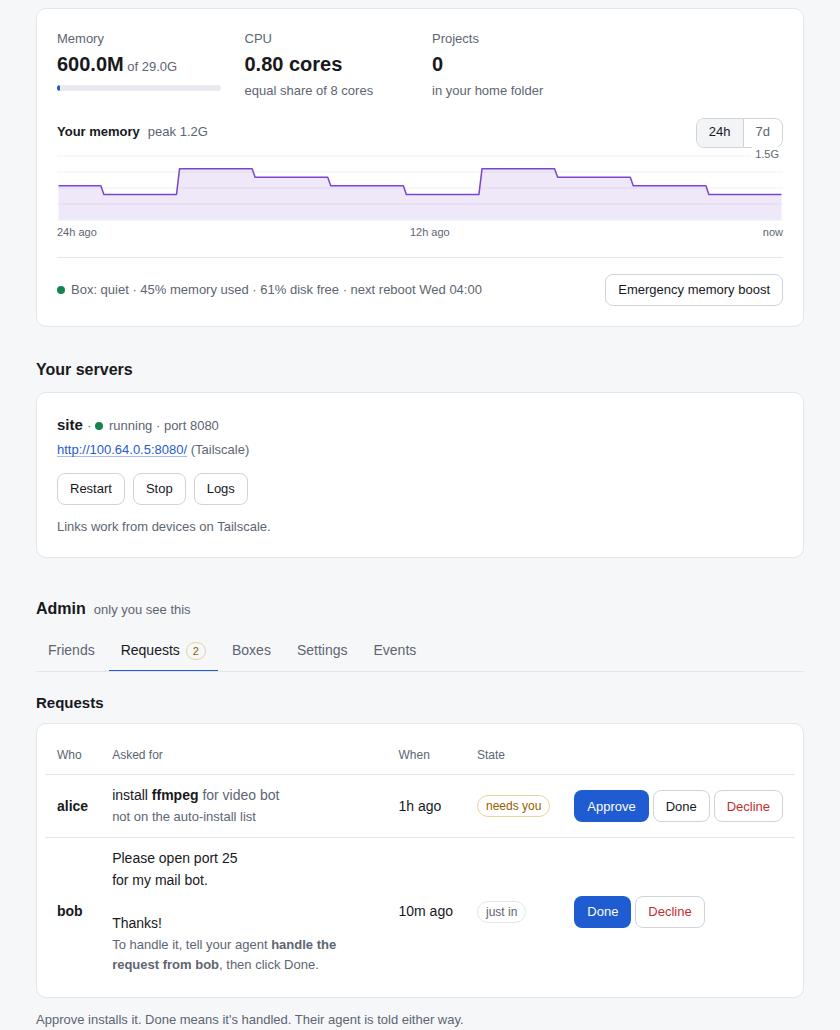 Memory CPU Projects
600.0M of 29.0G 0.80 cores 0
equal share of 8 cores in your home folder
Your memory peak 1.2G 24h 7d
1.5G
24h ago 12h ago now
Box: quiet · 45% memory used · 61% disk free · next reboot Wed 04:00 Emergency memory boost
Your servers
site · running · port 8080
http://100.64.0.5:8080/ (Tailscale)
Restart Stop Logs
Links work from devices on Tailscale.
Admin only you see this
Friends Requests 2 Boxes Settings Events
Requests
Who Asked for When State
alice install ffmpeg for video bot 1h ago needs you Approve Done Decline
not on the auto-install list
Please open port 25
for my mail bot.
bob 10m ago just in Done Decline
Thanks!
To handle it, tell your agent handle the
request from bob, then click Done.
Approve installs it. Done means it's handled. Their agent is told either way.